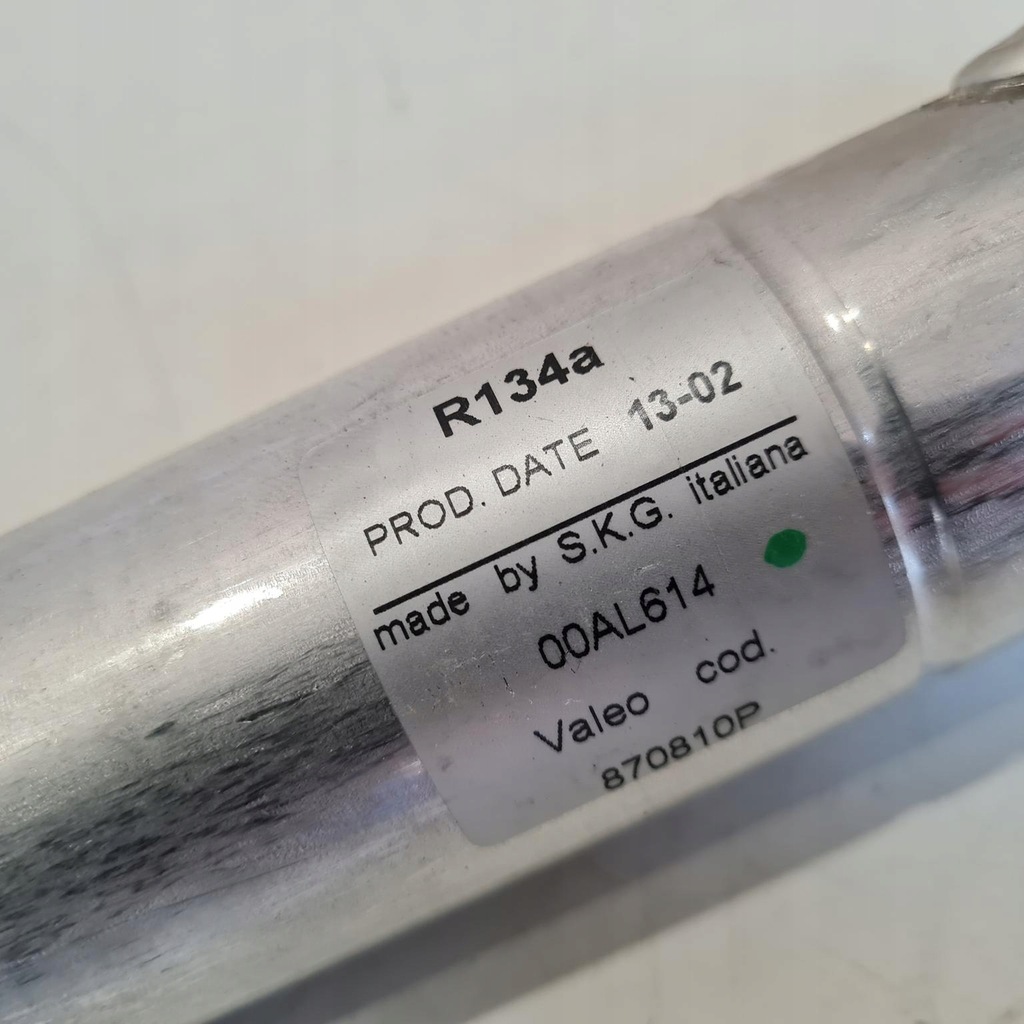 R134a
PROD. DATE 13-02
made by S.K.G. italiana
00AL614
Valeo cod.
870810P